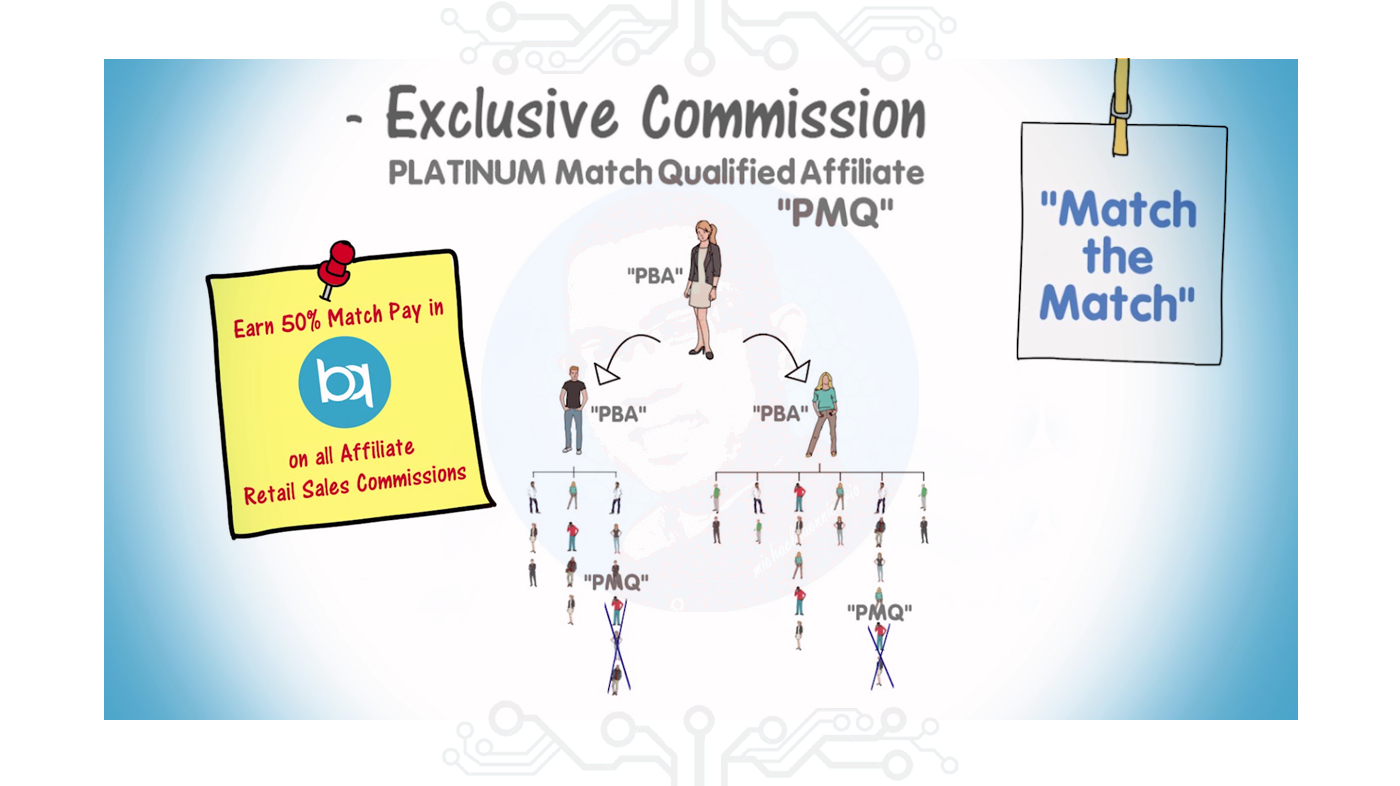 - Exclusive Commission
PLATINUM Match Qualified Affiliate
"PMQ"
"Match
the
Match"
"PBA"
Earn 50% Match Pay in
bq
on all Affiliate
Retail Sales Commissions
"PBA"
"PBA"
"PMQ"
"PMQ"